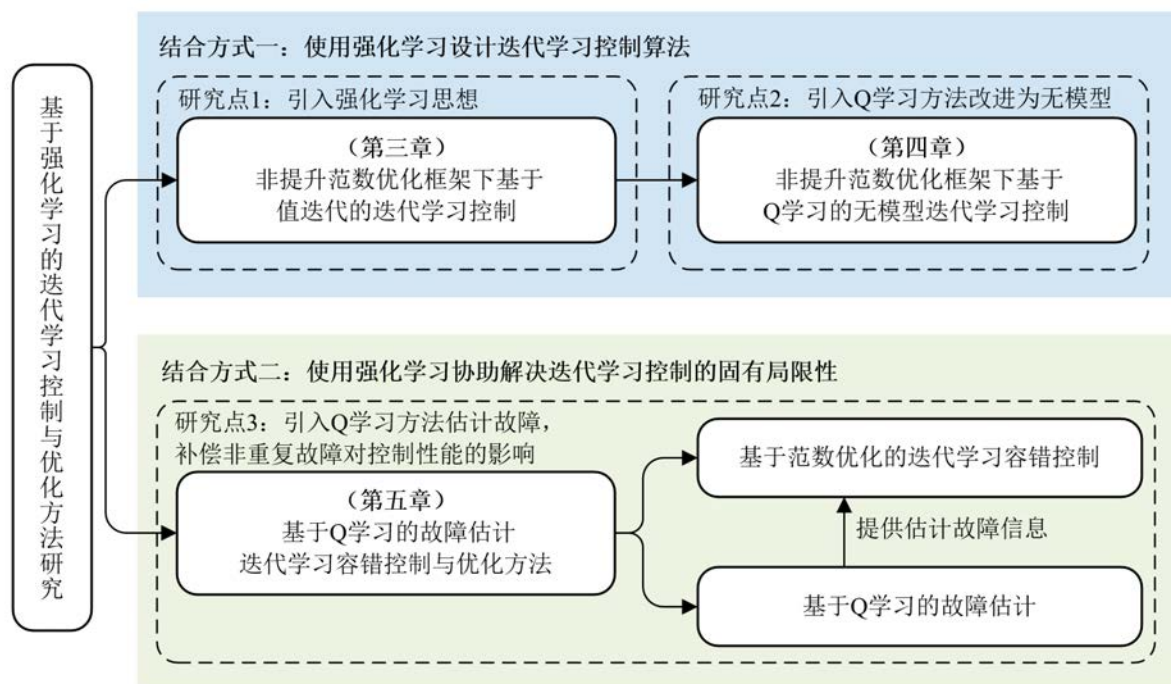 基于强化学习的迭代学习控制与优化方法研究
结合方式一：使用强化学习设计迭代学习控制算法
研究点1：引入强化学习思想
（第三章）
非提升范数优化框架下基于
值迭代的迭代学习控制
研究点2：引入Q学习方法改进为无模型
（第四章）
非提升范数优化框架下基于
Q学习的无模型迭代学习控制
结合方式二：使用强化学习协助解决迭代学习控制的固有局限性
研究点3：引入Q学习方法估计故障，
补偿非重复故障对控制性能的影响
（第五章）
基于Q学习的故障估计
迭代学习容错控制与优化方法
基于范数优化的迭代学习容错控制
提供估计故障信息
基于Q学习的故障估计